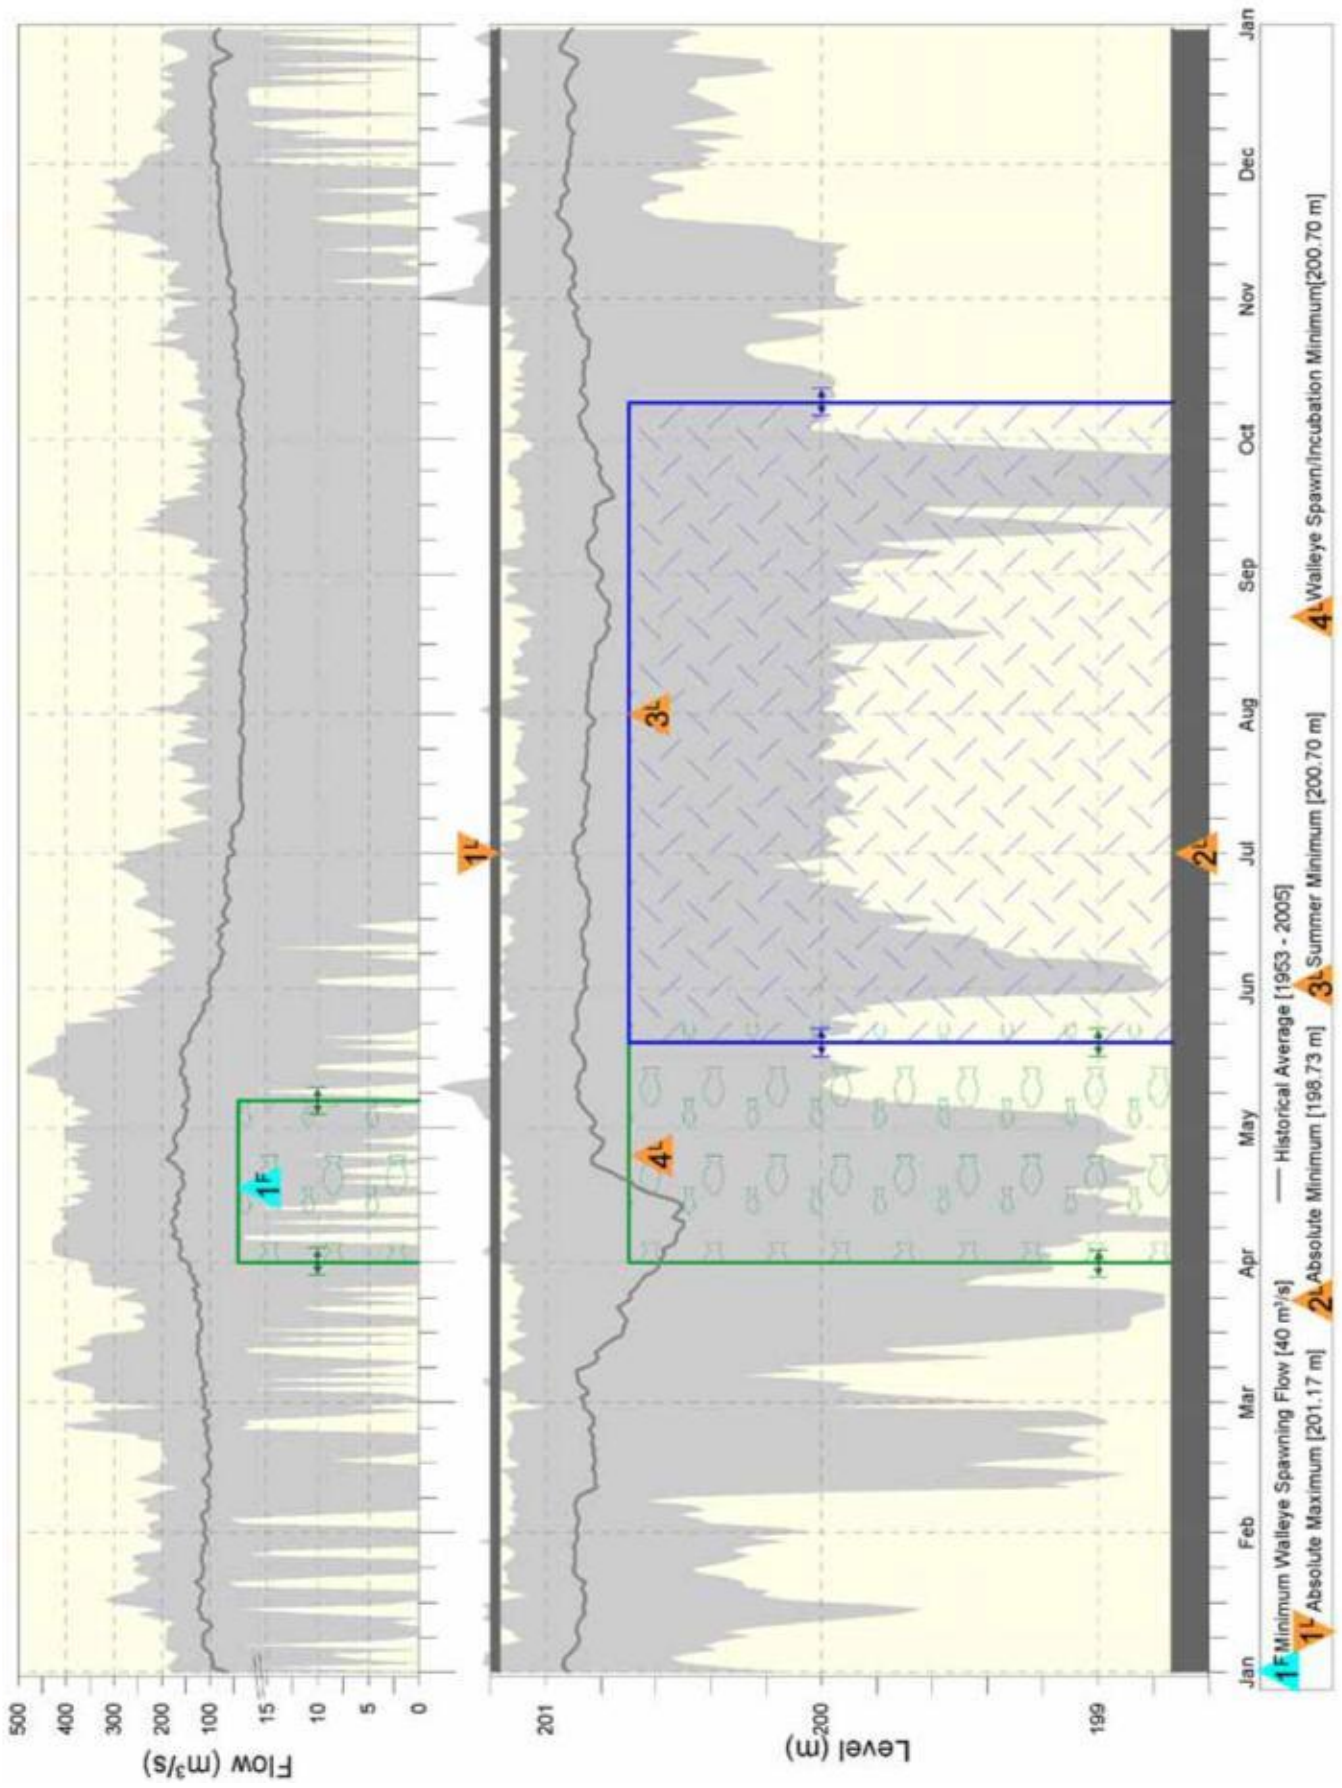 500
400
300
200
100
15
10
5
0
Flow (m³/s)
1F
1L
201
200
199
Level (m)
3L
4L
2L
Jan
Feb
Mar
Apr
May
Jun
Jul
Aug
Sep
Oct
Nov
Dec
Jan
1F Minimum Walleye Spawning Flow [40 m³/s]
Historical Average [1953 - 2005]
1L Absolute Maximum [201.17 m]
2L Absolute Minimum [198.73 m]
3L Summer Minimum [200.70 m]
4L Walleye Spawn/Incubation Minimum[200.70 m]